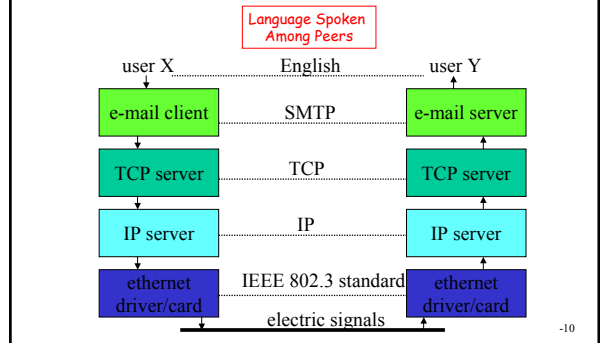 Language Spoken
Among Peers
user X English user Y
e-mail client SMTP e-mail server
TCP server TCP TCP server
IP server IP IP server
ethernet IEEE 802.3 standard ethernet
driver/card driver/card
electric signals
-10